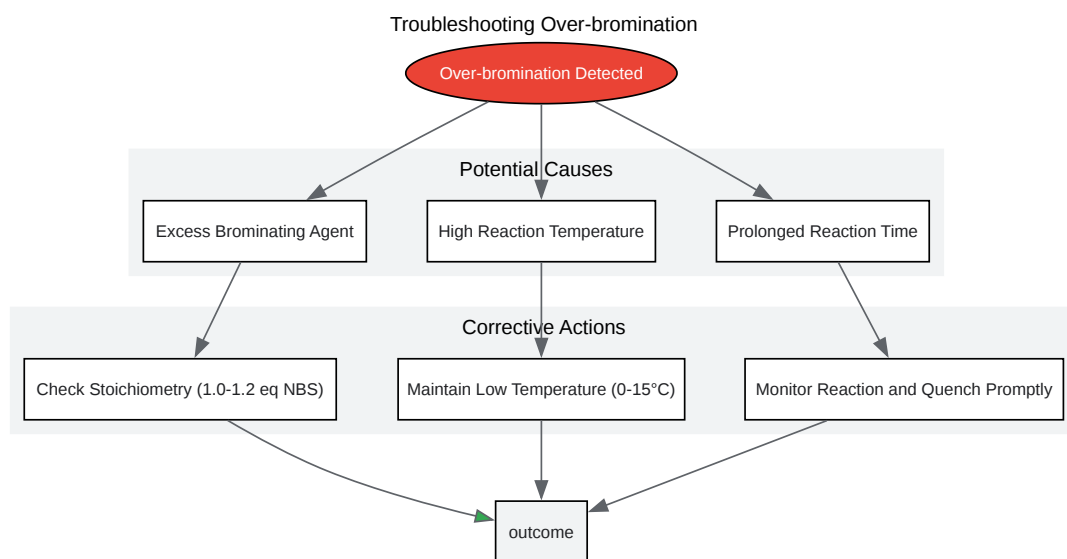 Troubleshooting Over-bromination
Over-bromination Detected
Potential Causes
Excess Brominating Agent
High Reaction Temperature
Prolonged Reaction Time
Corrective Actions
Check Stoichiometry (1.0-1.2 eq NBS)
Maintain Low Temperature (0-15°C)
Monitor Reaction and Quench Promptly
outcome